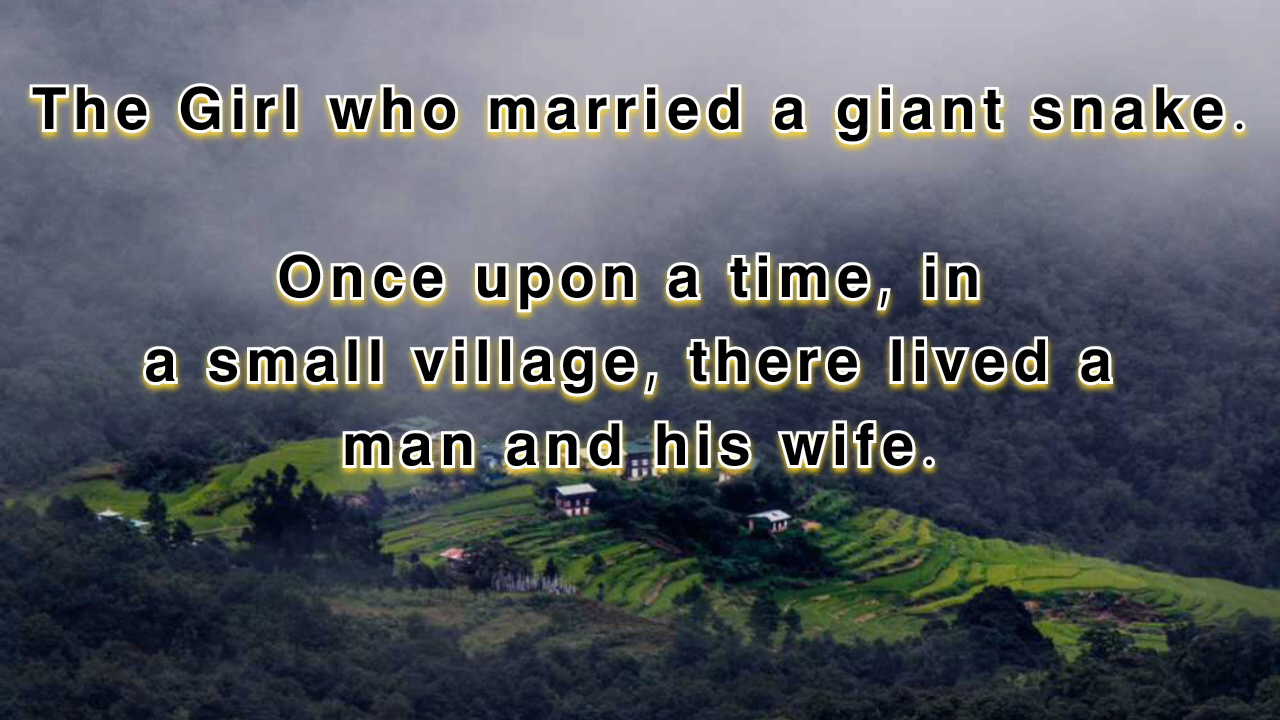 The Girl who married a giant snake.
Once upon a time, in
a small village, there lived a
man and his wife.